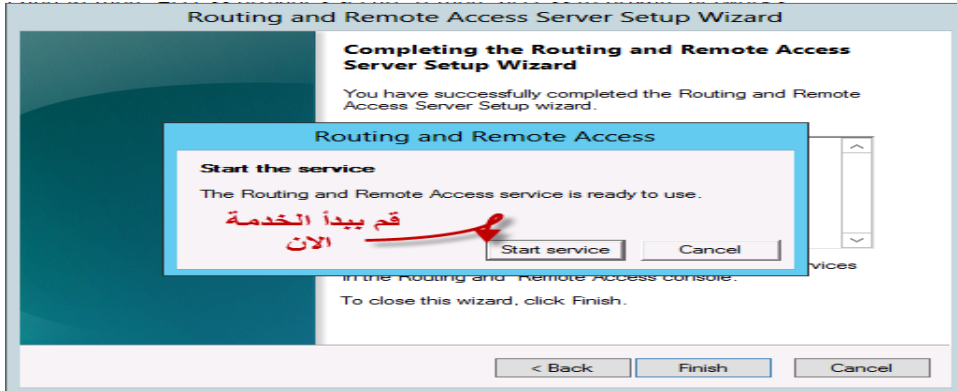 Routing and Remote Access Server Setup Wizard
Completing the Routing and Remote Access
Server Setup Wizard
You have successfully completed the Routing and Remote
Access Server Setup wizard.
Routing and Remote Access
Start the service
The Routing and Remote Access service is ready to use.
قم ببدأ الخدمة
الان
Start service
Cancel
in the Routing and Remote Access console.
To close this wizard, click Finish.
< Back
Finish
Cancel